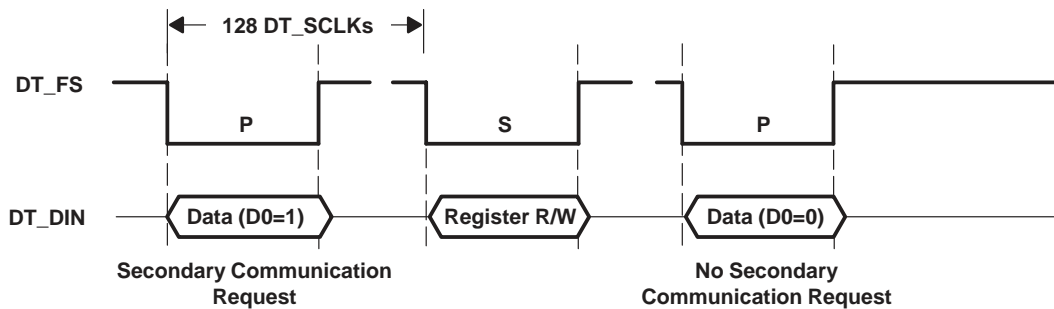 128 DT_SCLKs
DT_FS
P
S
P
DT_DIN
Data (D0=1)
Register R/W
Data (D0=0)
Secondary Communication
Request
No Secondary
Communication Request